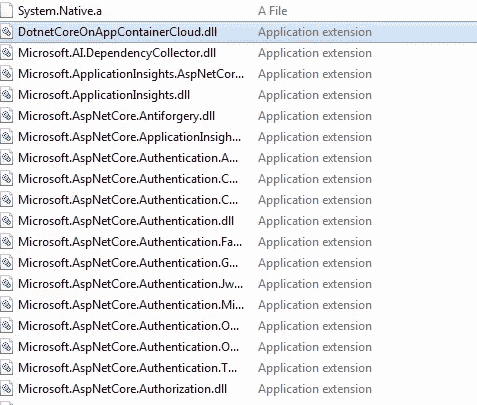 System.Native.a A File
DotnetCoreOnAppContainerCloud.dll Application extension
Microsoft.AI.DependencyCollector.dll Application extension
Microsoft.ApplicationInsights.AspNetCor... Application extension
Microsoft.ApplicationInsights.dll Application extension
Microsoft.AspNetCore.Antiforgery.dll Application extension
Microsoft.AspNetCore.ApplicationInsigh... Application extension
Microsoft.AspNetCore.Authentication.A... Application extension
Microsoft.AspNetCore.Authentication.C... Application extension
Microsoft.AspNetCore.Authentication.C... Application extension
Microsoft.AspNetCore.Authentication.dll Application extension
Microsoft.AspNetCore.Authentication.Fa... Application extension
Microsoft.AspNetCore.Authentication.G... Application extension
Microsoft.AspNetCore.Authentication.Jw... Application extension
Microsoft.AspNetCore.Authentication.Mi... Application extension
Microsoft.AspNetCore.Authentication.O... Application extension
Microsoft.AspNetCore.Authentication.O... Application extension
Microsoft.AspNetCore.Authentication.T... Application extension
Microsoft.AspNetCore.Authorization.dll Application extension